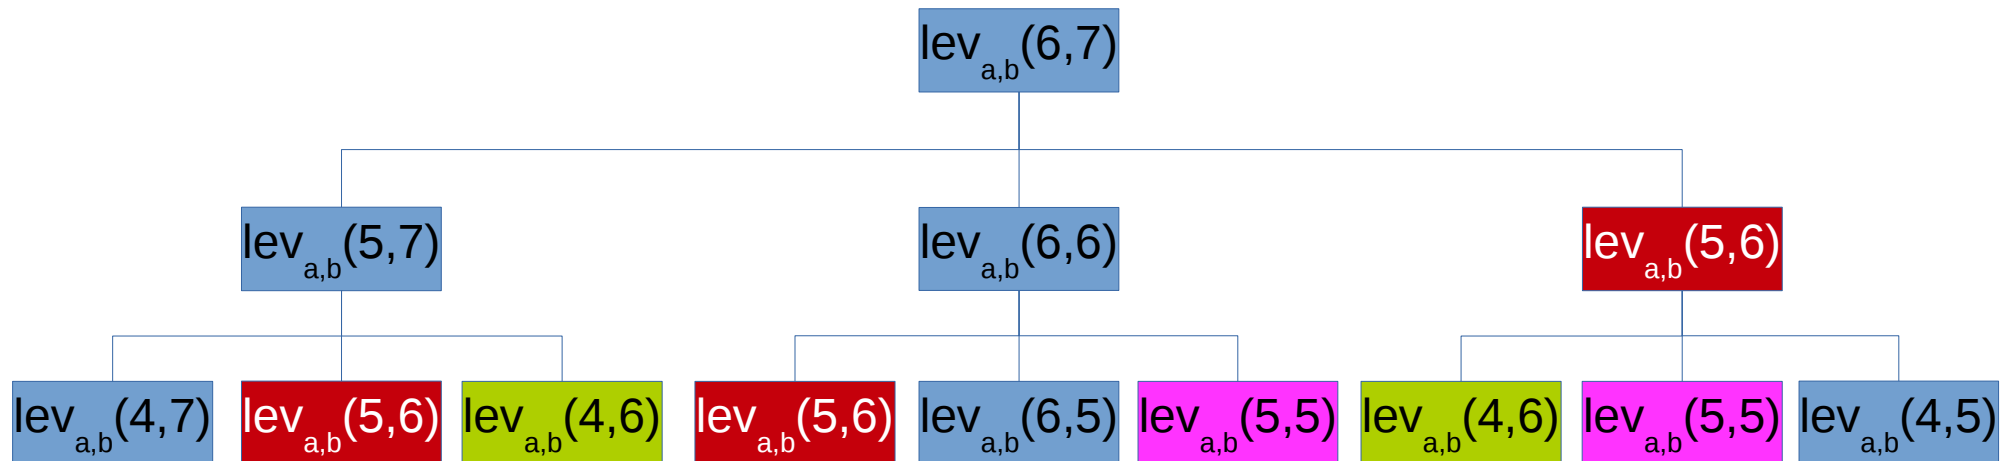 lev a,b (6,7)
lev a,b (5,7) lev a,b (6,6) lev a,b (5,6)
lev a,b (4,7) lev a,b (5,6) lev a,b (4,6) lev a,b (5,6) lev a,b (6,5) lev a,b (5,5) lev a,b (4,6) lev a,b (5,5) lev a,b (4,5)